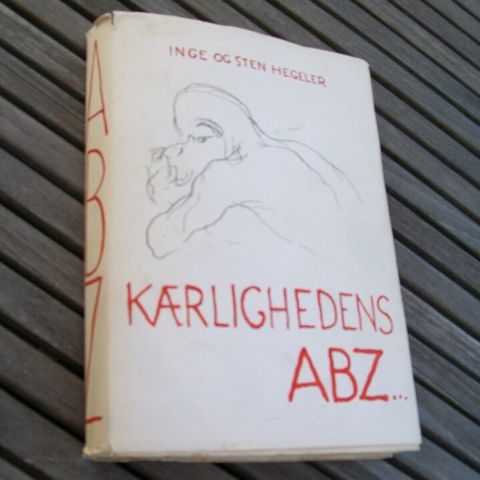 INGE OG STEN HEGELER
KÆRLIGHEDENS
ABZ...
ABZ